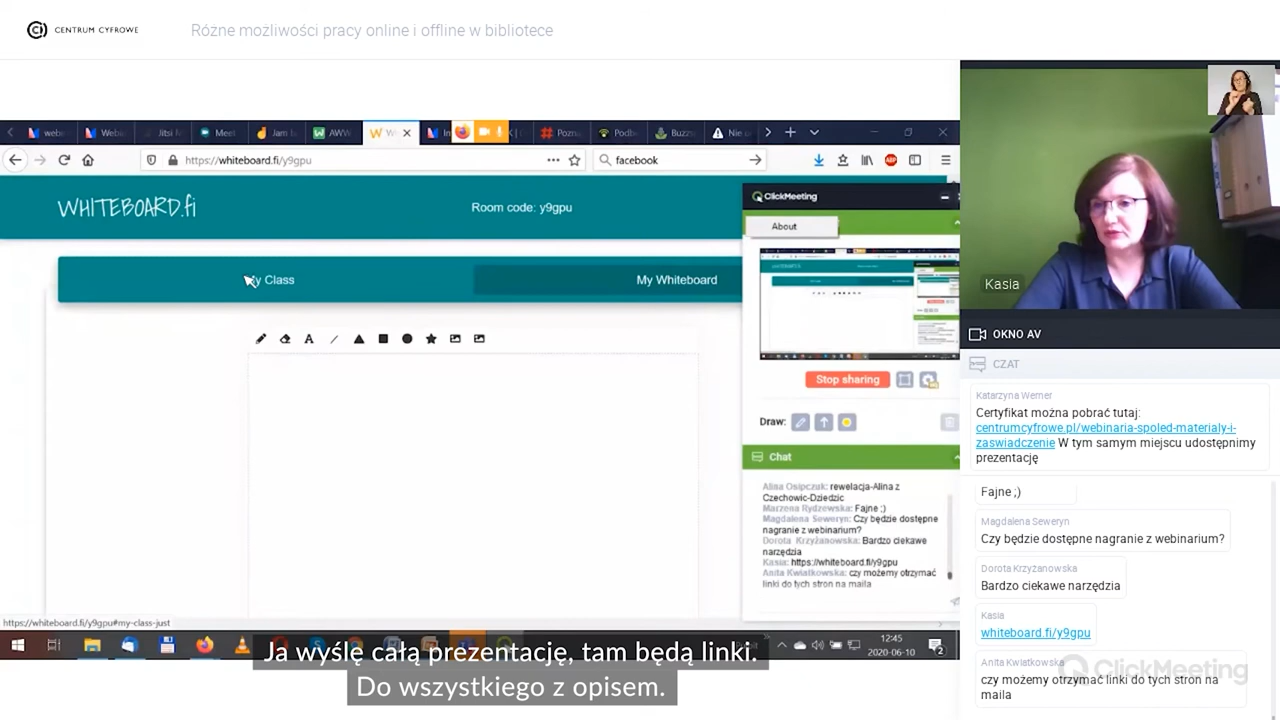 CENTRUM CYFROWE
Różne możliwości pracy online i offline w bibliotece
Meet
AWW
facebook
https://whiteboard.fi/y9gpu
WHITEBOARD.fi
Room code: y9gpu
ClickMeeting
About
My Class
My Whiteboard
Stop sharing
Draw:
Chat
Alina Osipczuk: rewelacja-Alina z
Czechowic-Dziedzic
Marzena Rydzewska: Fajne ;)
Magdalena Seweryn: Czy będzie dostępne
nagranie z webinarium?
Dorota Krzyżanowska: Bardzo ciekawe
narzędzia
Kasia: https://whiteboard.fi/y9gpu
Anita Kwiatkowska: czy możemy otrzymać
linki do tych stron na maila
https://whiteboard.fi/y9gpu#my-class-just
12:45
2020-06-10
2
Ja wyślę całą prezentację, tam będą linki.
Do wszystkiego z opisem.
Kasia
OKNO AV
CZAT
Katarzyna Werner
Certyfikat można pobrać tutaj:
centrumcyfrowe.pl/webinaria-spoled-materialy-i-
zaswiadczenie W tym samym miejscu udostępnimy
prezentację
Fajne ;)
Magdalena Seweryn
Czy będzie dostępne nagranie z webinarium?
Dorota Krzyżanowska
Bardzo ciekawe narzędzia
Kasia
whiteboard.fi/y9gpu
Anita Kwiatkowska
czy możemy otrzymać linki do tych stron na
maila
ClickMeeting